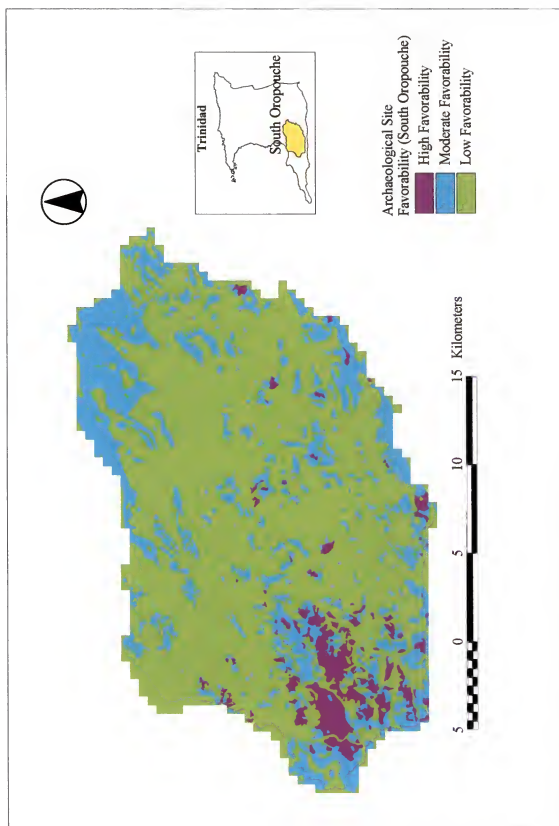 Trinidad
South Oropouche
Archaeological Site
Favorability (South Oropouche)
High Favorability
Moderate Favorability
Low Favorability
5 0 5 10 15 Kilometers